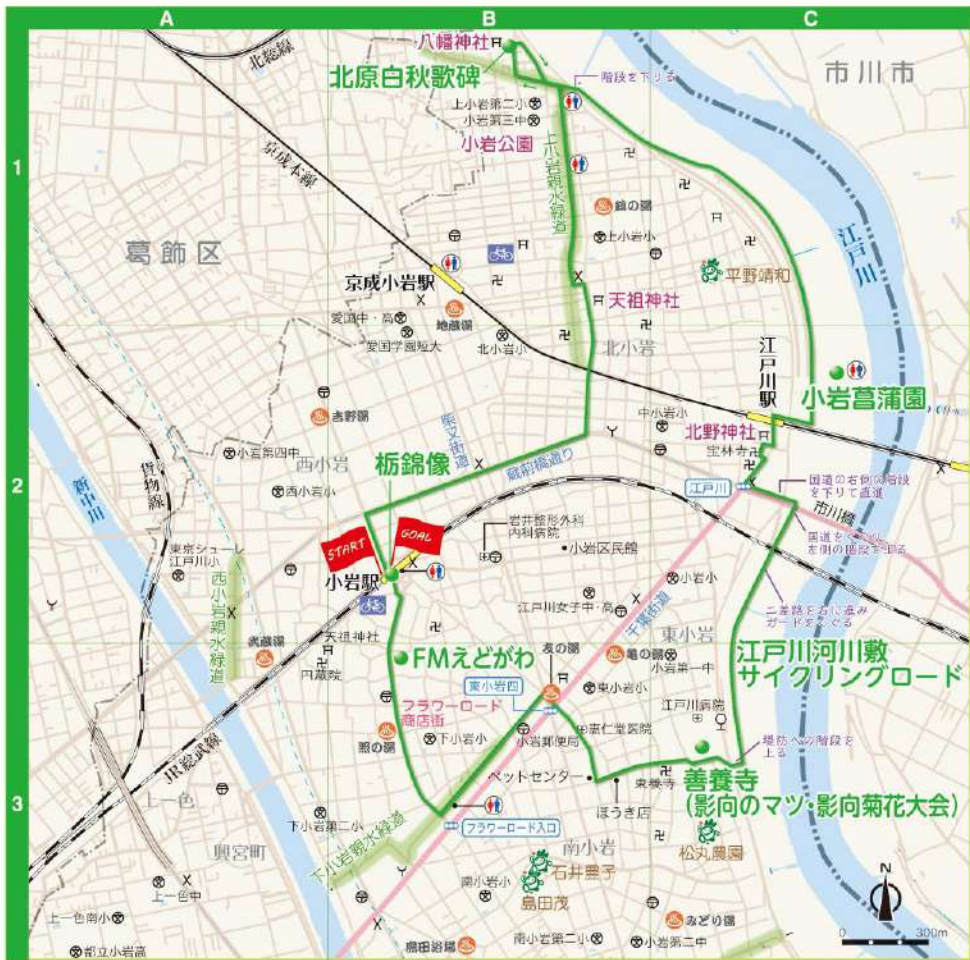 A
B
C
1
2
3
北総線
八幡神社
北原白秋歌碑
階段を下りる
市川市
上小岩第二小
小岩第三中
小岩公園
京成本線
上小岩親水緑道
江戸川
葛飾区
上小岩小
平野靖和
京成小岩駅
天祖神社
愛国中・高
地蔵湯
愛国学園短大
北小岩小
北小岩
江戸川駅
小岩菖蒲園
吉野湯
柴又街道
中小岩小
北野神社
宝林寺
小岩第四中
西小岩
栃錦像
蔵前橋通り
貨物線
新中川
西小岩小
江戸川
国道の右側の階段
を下りて直進
市川橋
岩井整形外科
内科病院
START
GOAL
国道をくぐり
左側の階段を上る
小岩区民館
東京シューレ
江戸川小
小岩駅
小岩小
江戸川女子中・高
千葉街道
二差路を右に進み
ガードをくぐる
西小岩親水緑道
武蔵湯
天祖神社
円蔵院
東小岩
FMえどがわ
友の湯
亀の湯
小岩第一中
江戸川河川敷
サイクリングロード
東小岩四
東小岩小
フラワーロード
商店街
江戸川病院
照の湯
下小岩小
小岩郵便局
恵仁堂医院
堤防への階段を
上る
JR総武線
ペットセンター
東養寺
善養寺
(影向のマツ・影向菊花大会)
上一色
ほうき店
下小岩第二小
フラワーロード入口
下小岩親水緑道
興宮町
南小岩
松丸農園
石井豊子
上一色中
南小岩小
島田茂
N
上一色南小
みどり湯
都立小岩高
島田浴場
南小岩第二小
小岩第二中
0 300m